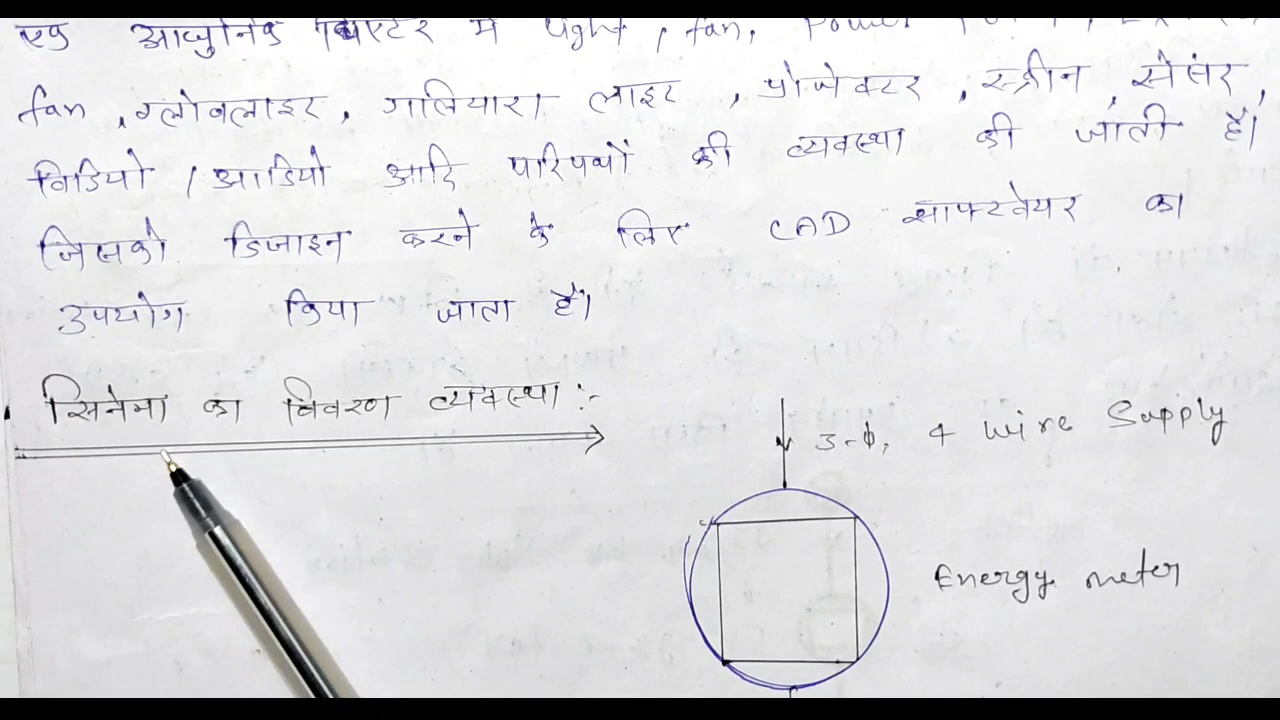 एक आधुनिक थिएटर में light, fan, Power
fan, ग्लोबलाइट, गलियारा लाइट, प्रोजेक्टर, स्क्रीन, सेंसर,
विडियो / आडियो आदि परिपथों की व्यवस्था की जाती है।
जिसको डिजाइन करने के लिए CAD साफ्टवेयर का
उपयोग किया जाता है।
सिनेमा का विवरण व्यवस्था :-
3-ϕ, 4 wire Supply
Energy meter